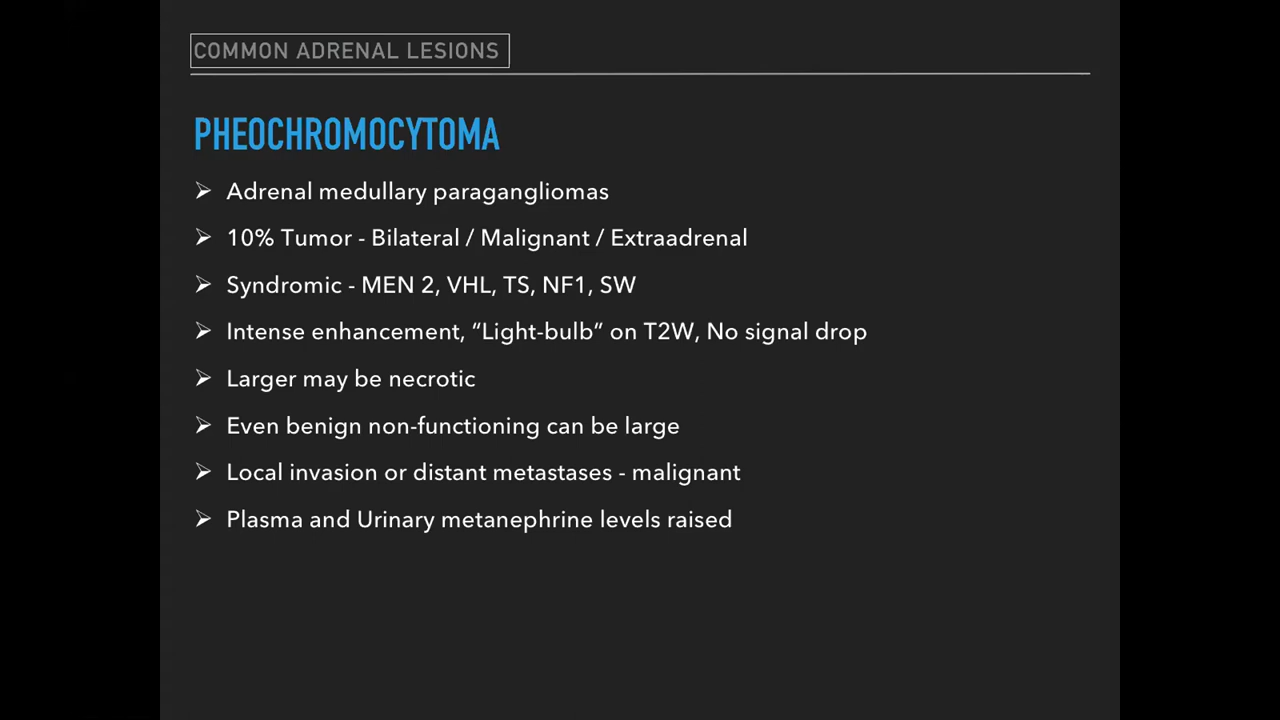 COMMON ADRENAL LESIONS
PHEOCHROMOCYTOMA
➢ Adrenal medullary paragangliomas
➢ 10% Tumor - Bilateral / Malignant / Extraadrenal
➢ Syndromic - MEN 2, VHL, TS, NF1, SW
➢ Intense enhancement, “Light-bulb” on T2W, No signal drop
➢ Larger may be necrotic
➢ Even benign non-functioning can be large
➢ Local invasion or distant metastases - malignant
➢ Plasma and Urinary metanephrine levels raised